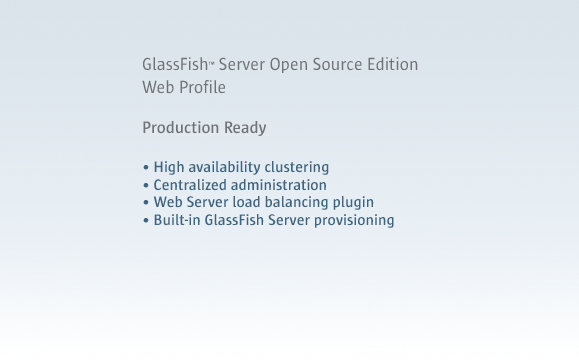 GlassFish™ Server Open Source Edition
Web Profile
Production Ready
• High availability clustering
• Centralized administration
• Web Server load balancing plugin
• Built-in GlassFish Server provisioning